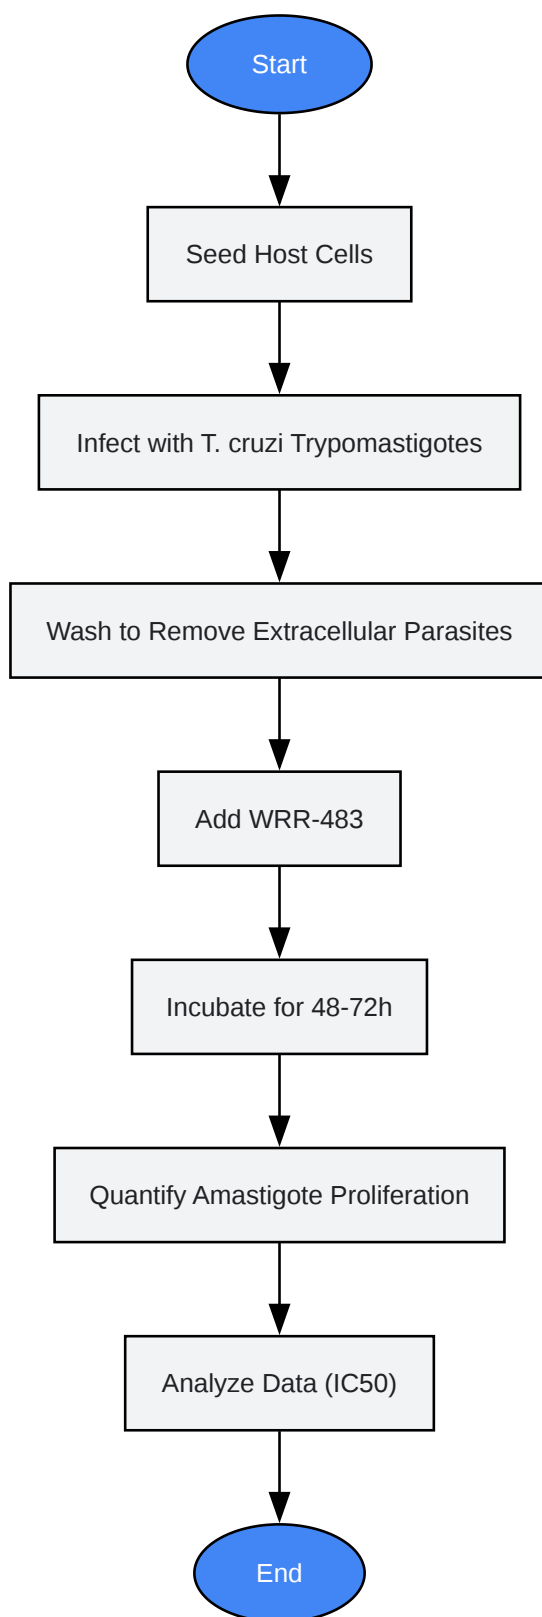 Start
Seed Host Cells
Infect with T. cruzi Trypomastigotes
Wash to Remove Extracellular Parasites
Add WRR-483
Incubate for 48-72h
Quantify Amastigote Proliferation
Analyze Data (IC50)
End